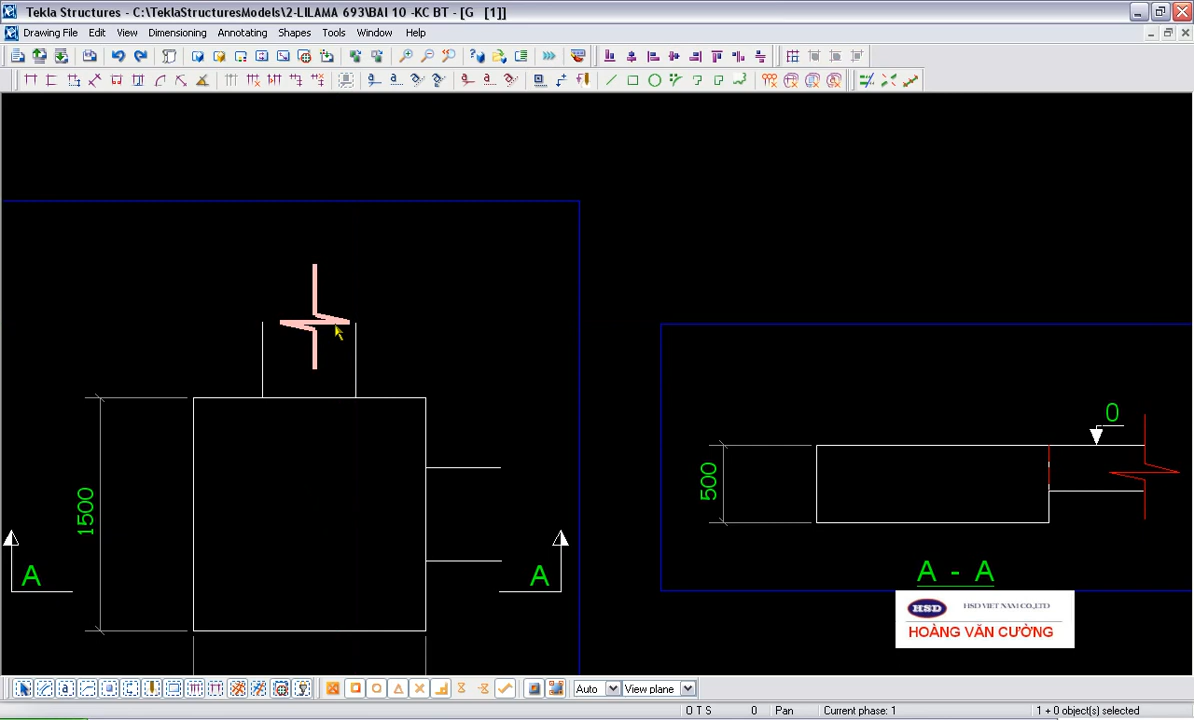 Tekla Structures - C:\TeklaStructuresModels\2-LILAMA 693\BAI 10 -KC BT - [G   [1]]
Drawing File Edit View Dimensioning Annotating Shapes Tools Window Help
0
500
1500
A
A
A - A
HSD
HSD VIET NAM CO.,LTD
HOÀNG VĂN CƯỜNG
Auto View plane
O T S 0 Pan Current phase: 1 1 + 0 object(s) selected